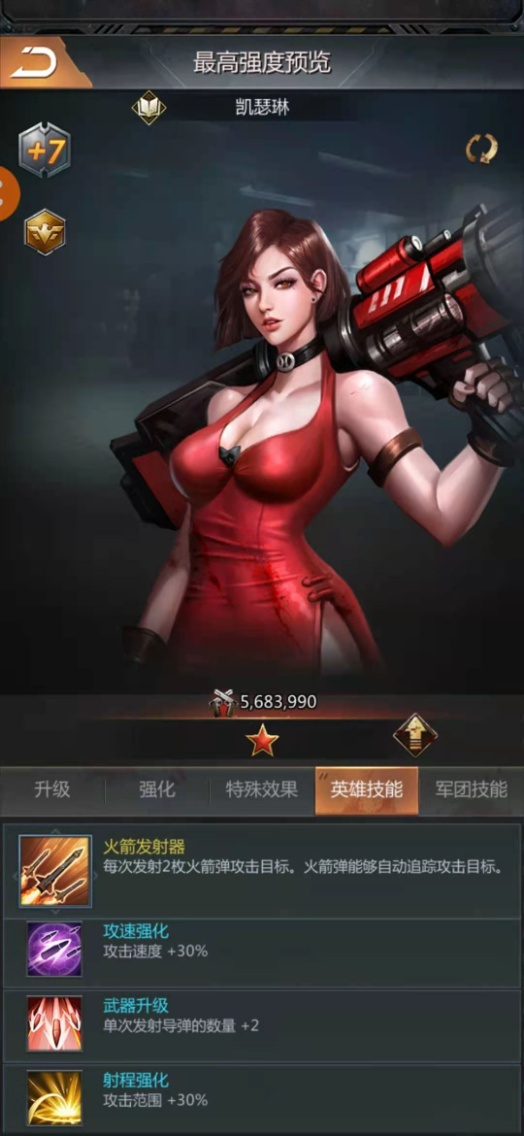 最高强度预览
凯瑟琳
+7
5,683,990
升级 强化 特殊效果 英雄技能 军团技能
火箭发射器
每次发射2枚火箭弹攻击目标。火箭弹能够自动追踪攻击目标。
攻速强化
攻击速度 +30%
武器升级
单次发射导弹的数量 +2
射程强化
攻击范围 +30%